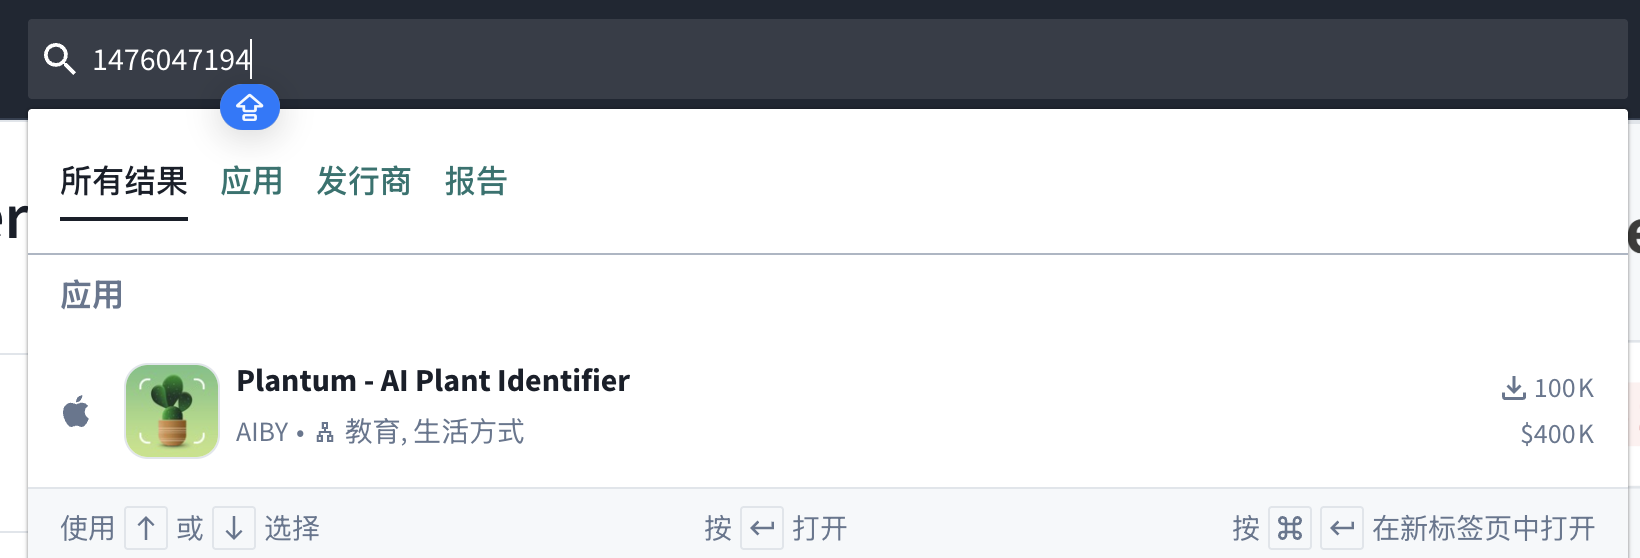 1476047194
所有结果 应用 发行商 报告
er
应用
Plantum - AI Plant Identifier
100K
AIBY • 教育, 生活方式
$400K
使用 ↑ 或 ↓ 选择 按 ↵ 打开 按 ⌘ ↵ 在新标签页中打开